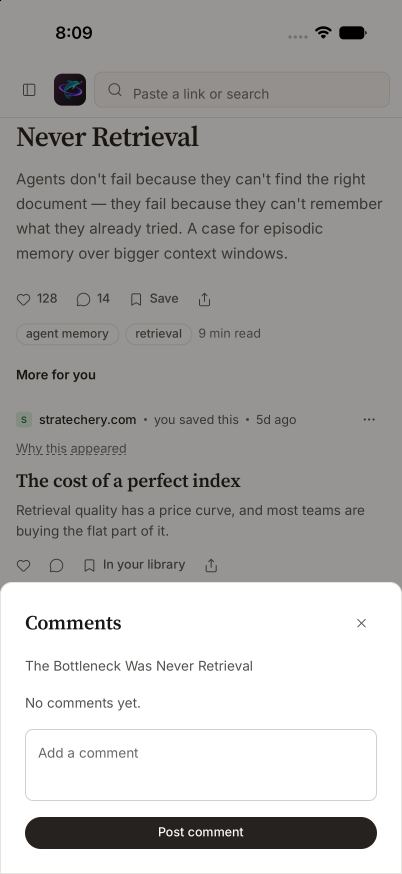 8:09
Paste a link or search
Never Retrieval
Agents don't fail because they can't find the right
document — they fail because they can't remember
what they already tried. A case for episodic
memory over bigger context windows.
128 14 Save
agent memory retrieval 9 min read
More for you
S stratechery.com • you saved this • 5d ago
Why this appeared
The cost of a perfect index
Retrieval quality has a price curve, and most teams are
buying the flat part of it.
In your library
Comments
The Bottleneck Was Never Retrieval
No comments yet.
Add a comment
Post comment